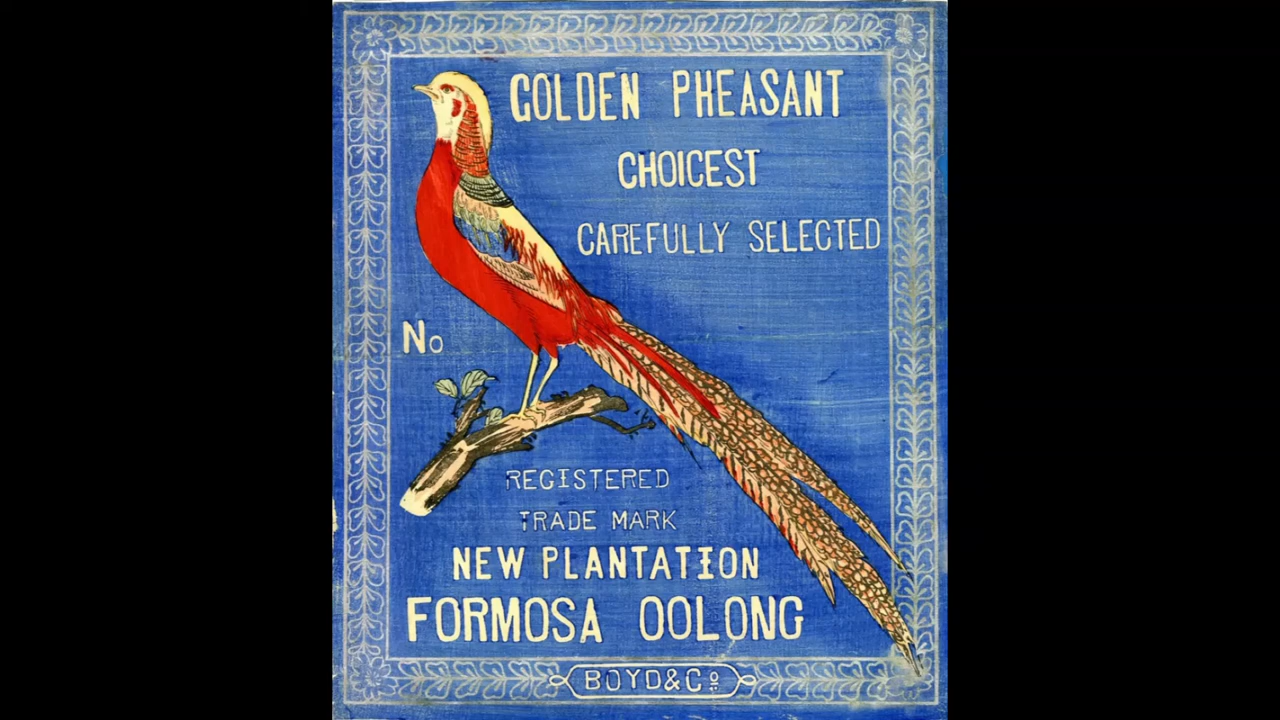 GOLDEN PHEASANT
CHOICEST
CAREFULLY SELECTED
No
REGISTERED
TRADE MARK
NEW PLANTATION
FORMOSA OOLONG
BOYD & Co.